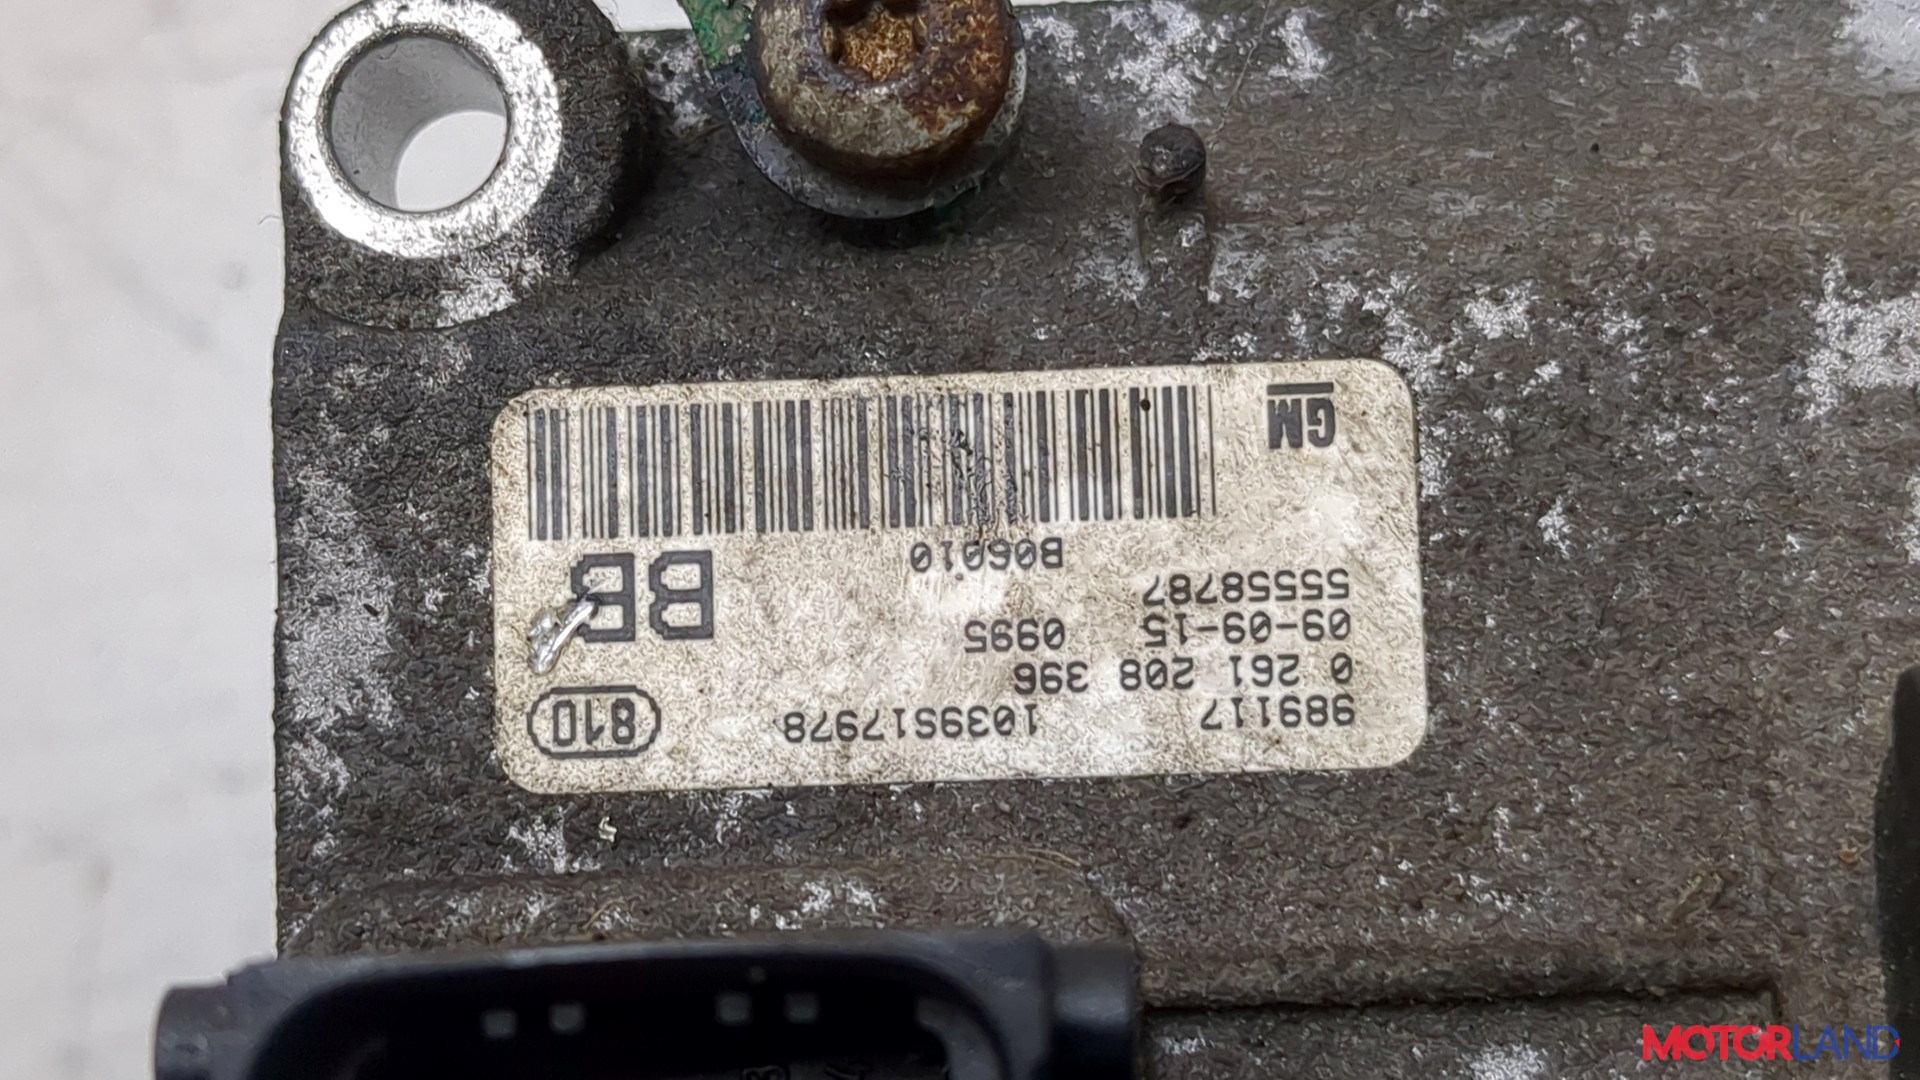 989117 1039S17978 810
0 261 208 396
09-09-15 0995
55558787 BB
B06010
GM
MOTORLAND